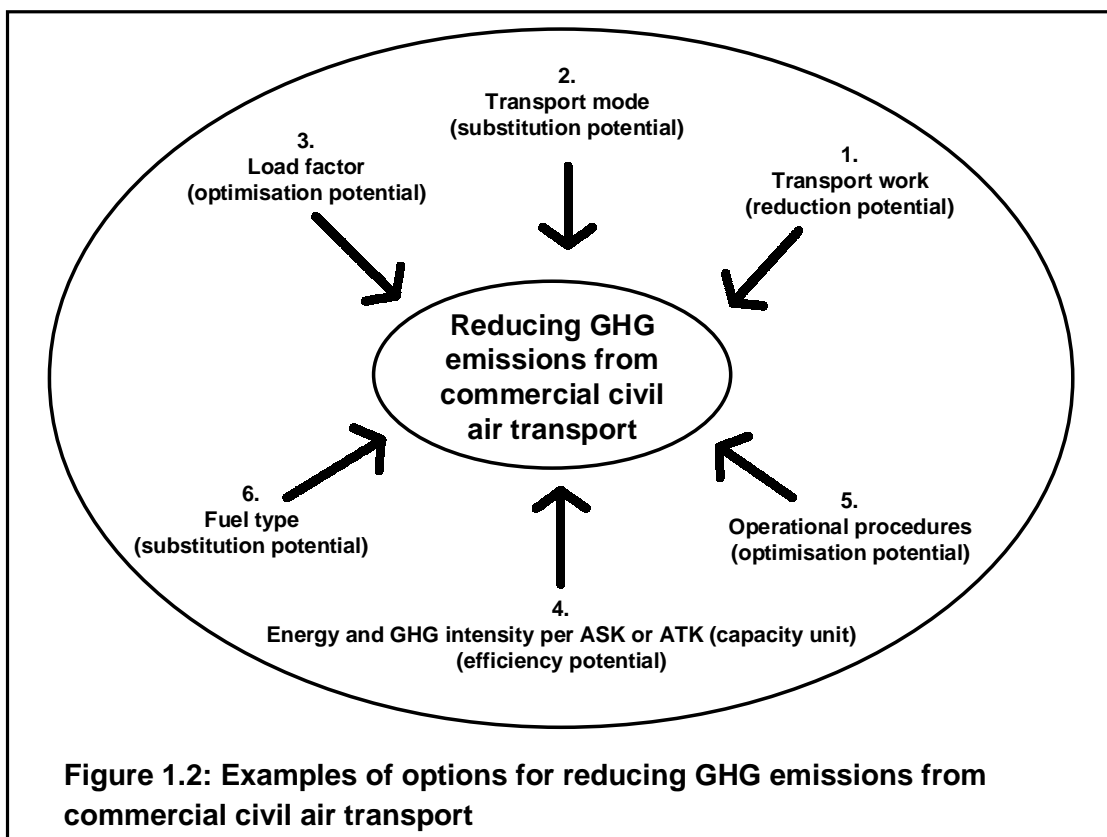 2.
Transport mode
(substitution potential)
3.
Load factor
(optimisation potential)
1.
Transport work
(reduction potential)
Reducing GHG
emissions from
commercial civil
air transport
6.
Fuel type
(substitution potential)
5.
Operational procedures
(optimisation potential)
4.
Energy and GHG intensity per ASK or ATK (capacity unit)
(efficiency potential)
Figure 1.2: Examples of options for reducing GHG emissions from
commercial civil air transport